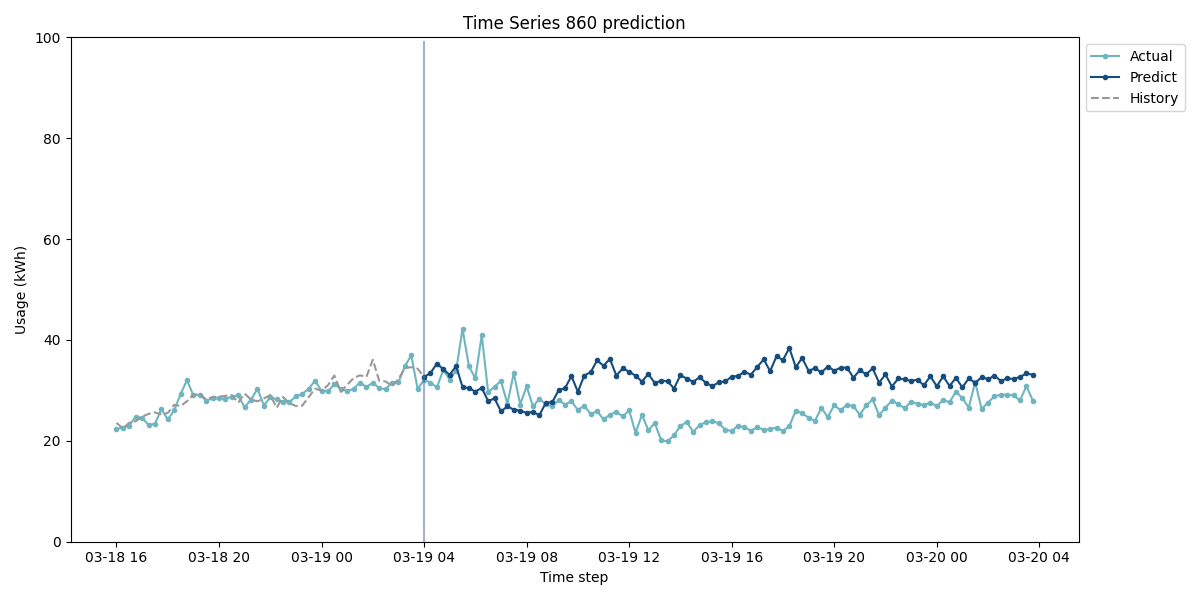 Time Series 860 prediction
100
80
60
40
20
0
Usage (kWh)
03-18 16
03-18 20
03-19 00
03-19 04
03-19 08
03-19 12
03-19 16
03-19 20
03-20 00
03-20 04
Time step
Actual
Predict
History